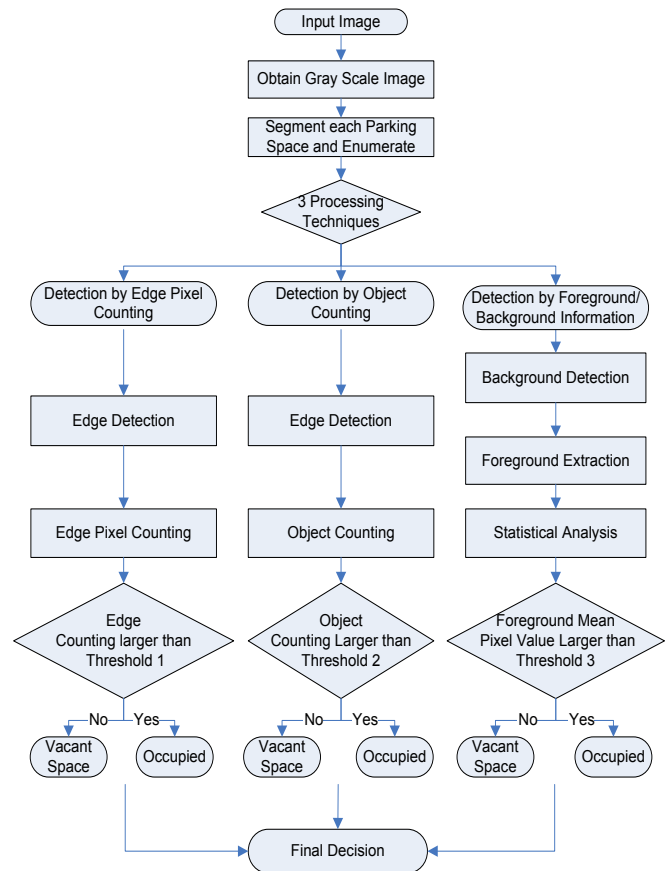 Input Image
Obtain Gray Scale Image
Segment each Parking
Space and Enumerate
3 Processing
Techniques
Detection by Edge Pixel
Counting
Edge Detection
Edge Pixel Counting
Edge
Counting larger than
Threshold 1
No
Yes
Vacant
Space
Occupied
Detection by Object
Counting
Edge Detection
Object Counting
Object
Counting Larger than
Threshold 2
No
Yes
Vacant
Space
Occupied
Detection by Foreground/
Background Information
Background Detection
Foreground Extraction
Statistical Analysis
Foreground Mean
Pixel Value Larger than
Threshold 3
No
Yes
Vacant
Space
Occupied
Final Decision